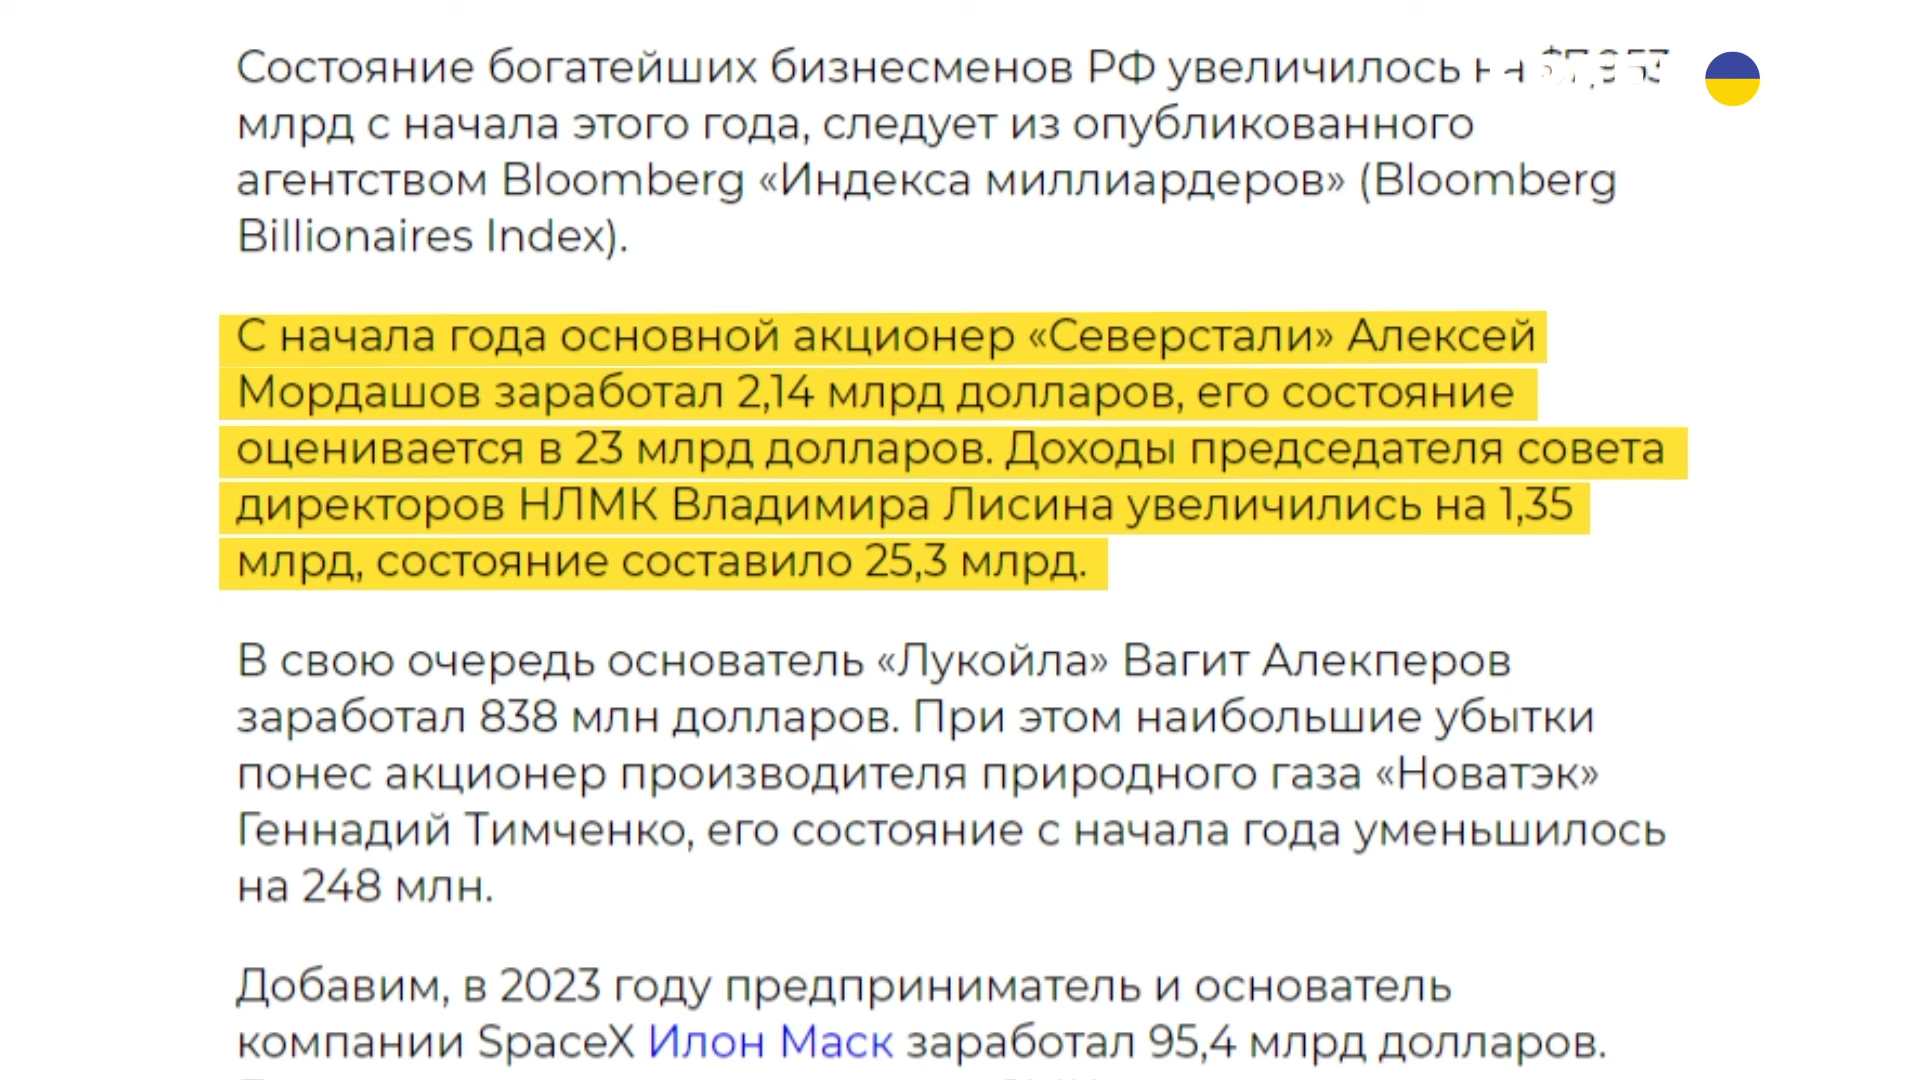 Состояние богатейших бизнесменов РФ увеличилось на
млрд с начала этого года, следует из опубликованного
агентством Bloomberg «Индекса миллиардеров» (Bloomberg
Billionaires Index).
С начала года основной акционер «Северстали» Алексей
Мордашов заработал 2,14 млрд долларов, его состояние
оценивается в 23 млрд долларов. Доходы председателя совета
директоров НЛМК Владимира Лисина увеличились на 1,35
млрд, состояние составило 25,3 млрд.
В свою очередь основатель «Лукойла» Вагит Алекперов
заработал 838 млн долларов. При этом наибольшие убытки
понес акционер производителя природного газа «Новатэк»
Геннадий Тимченко, его состояние с начала года уменьшилось
на 248 млн.
Добавим, в 2023 году предприниматель и основатель
компании SpaceX Илон Маск заработал 95,4 млрд долларов.